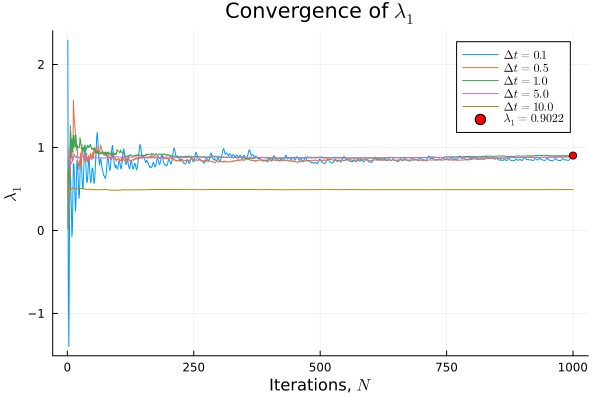 Convergence of λ₁
λ₁
2
1
0
−1
0
250
500
750
1000
Iterations, N
Δt = 0.1
Δt = 0.5
Δt = 1.0
Δt = 5.0
Δt = 10.0
λ₁ = 0.9022